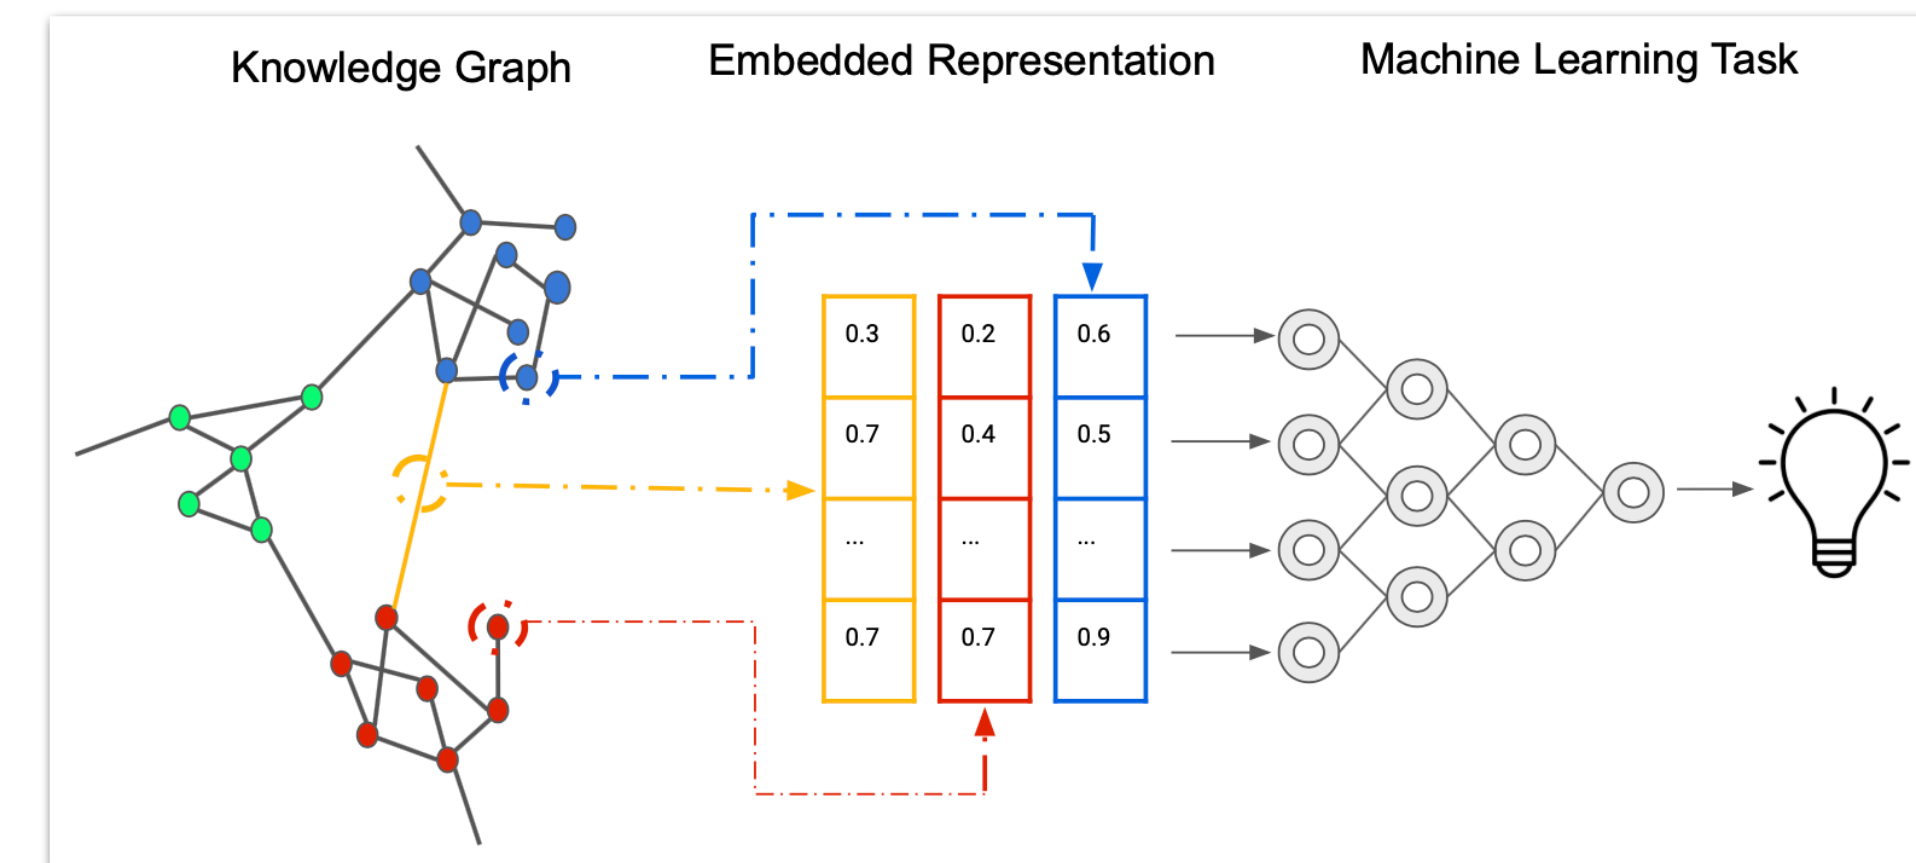 Knowledge Graph
Embedded Representation
Machine Learning Task
0.3 0.2 0.6
0.7 0.4 0.5
... ... ...
0.7 0.7 0.9